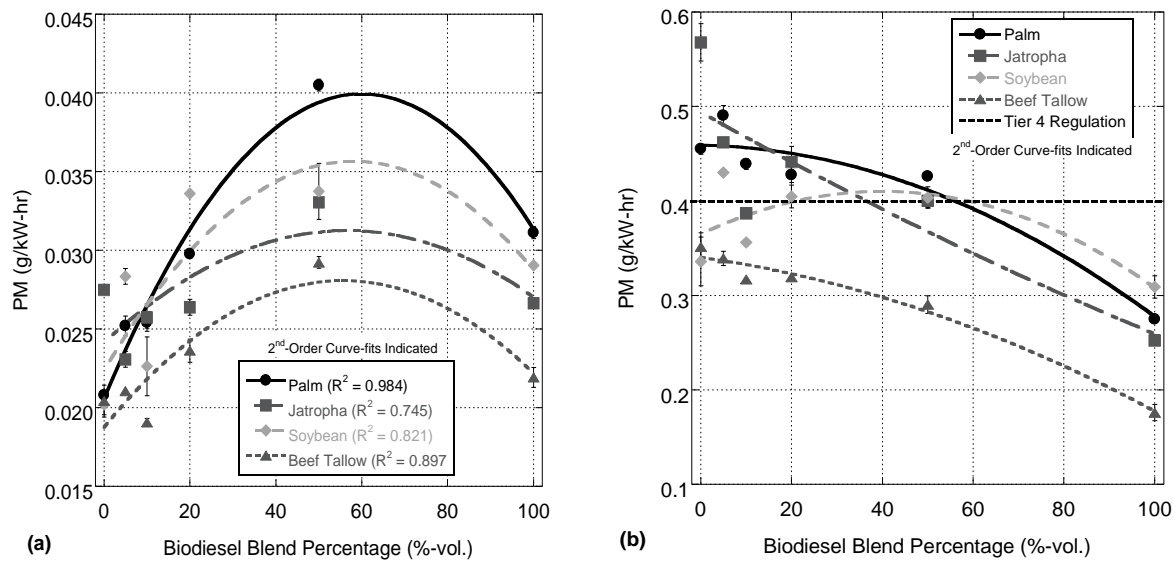 0.045
0.040
0.035
0.030
0.025
0.020
0.015
PM (g/kW-hr)
2nd-Order Curve-fits Indicated
Palm (R2 = 0.984)
Jatropha (R2 = 0.745)
Soybean (R2 = 0.821)
Beef Tallow (R2 = 0.897
0 20 40 60 80 100
(a) Biodiesel Blend Percentage (%-vol.)
0.6
0.5
0.4
0.3
0.2
0.1
PM (g/kW-hr)
Palm
Jatropha
Soybean
Beef Tallow
Tier 4 Regulation
2nd-Order Curve-fits Indicated
0 20 40 60 80 100
(b) Biodiesel Blend Percentage (%-vol.)